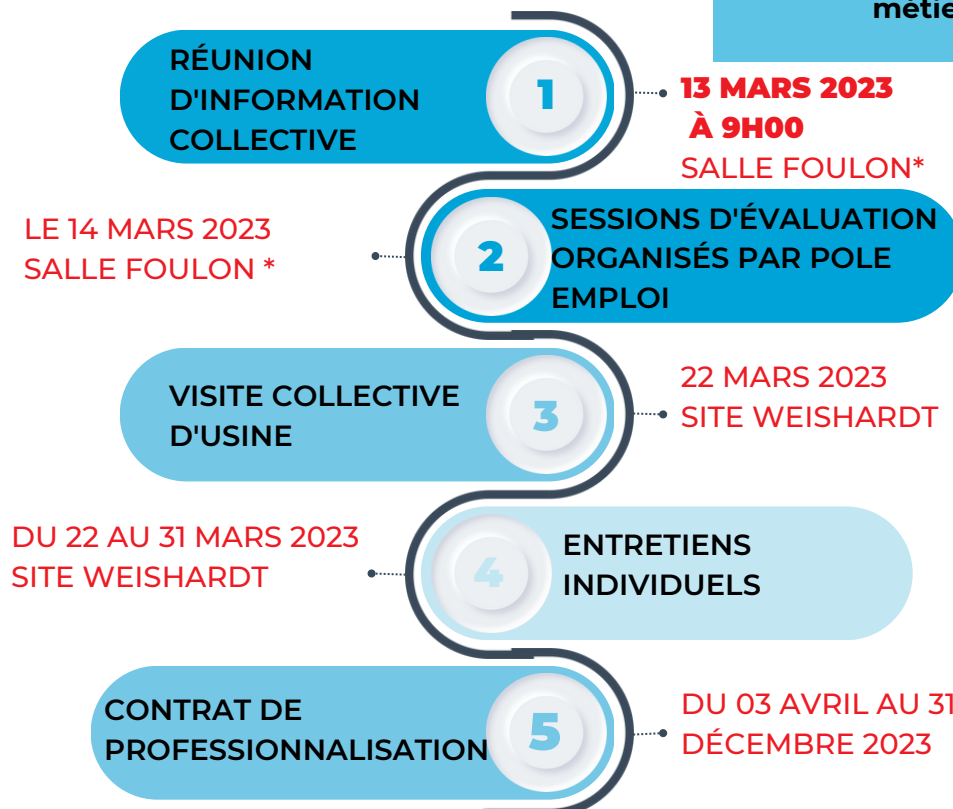 RÉUNION
D'INFORMATION
COLLECTIVE
1
13 MARS 2023
À 9H00
SALLE FOULON*
LE 14 MARS 2023
SALLE FOULON *
2
SESSIONS D'ÉVALUATION
ORGANISÉS PAR POLE
EMPLOI
VISITE COLLECTIVE
D'USINE
3
22 MARS 2023
SITE WEISHARDT
DU 22 AU 31 MARS 2023
SITE WEISHARDT
4
ENTRETIENS
INDIVIDUELS
CONTRAT DE
PROFESSIONNALISATION
5
DU 03 AVRIL AU 31
DÉCEMBRE 2023